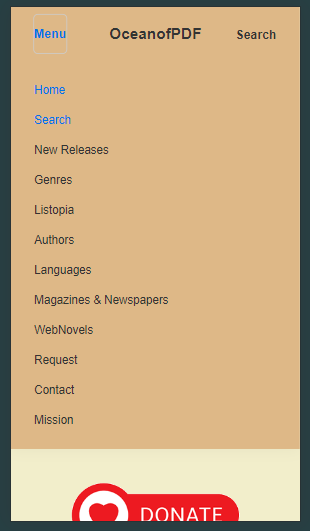 Menu OceanofPDF Search
Home
Search
New Releases
Genres
Listopia
Authors
Languages
Magazines & Newspapers
WebNovels
Request
Contact
Mission
DONATE